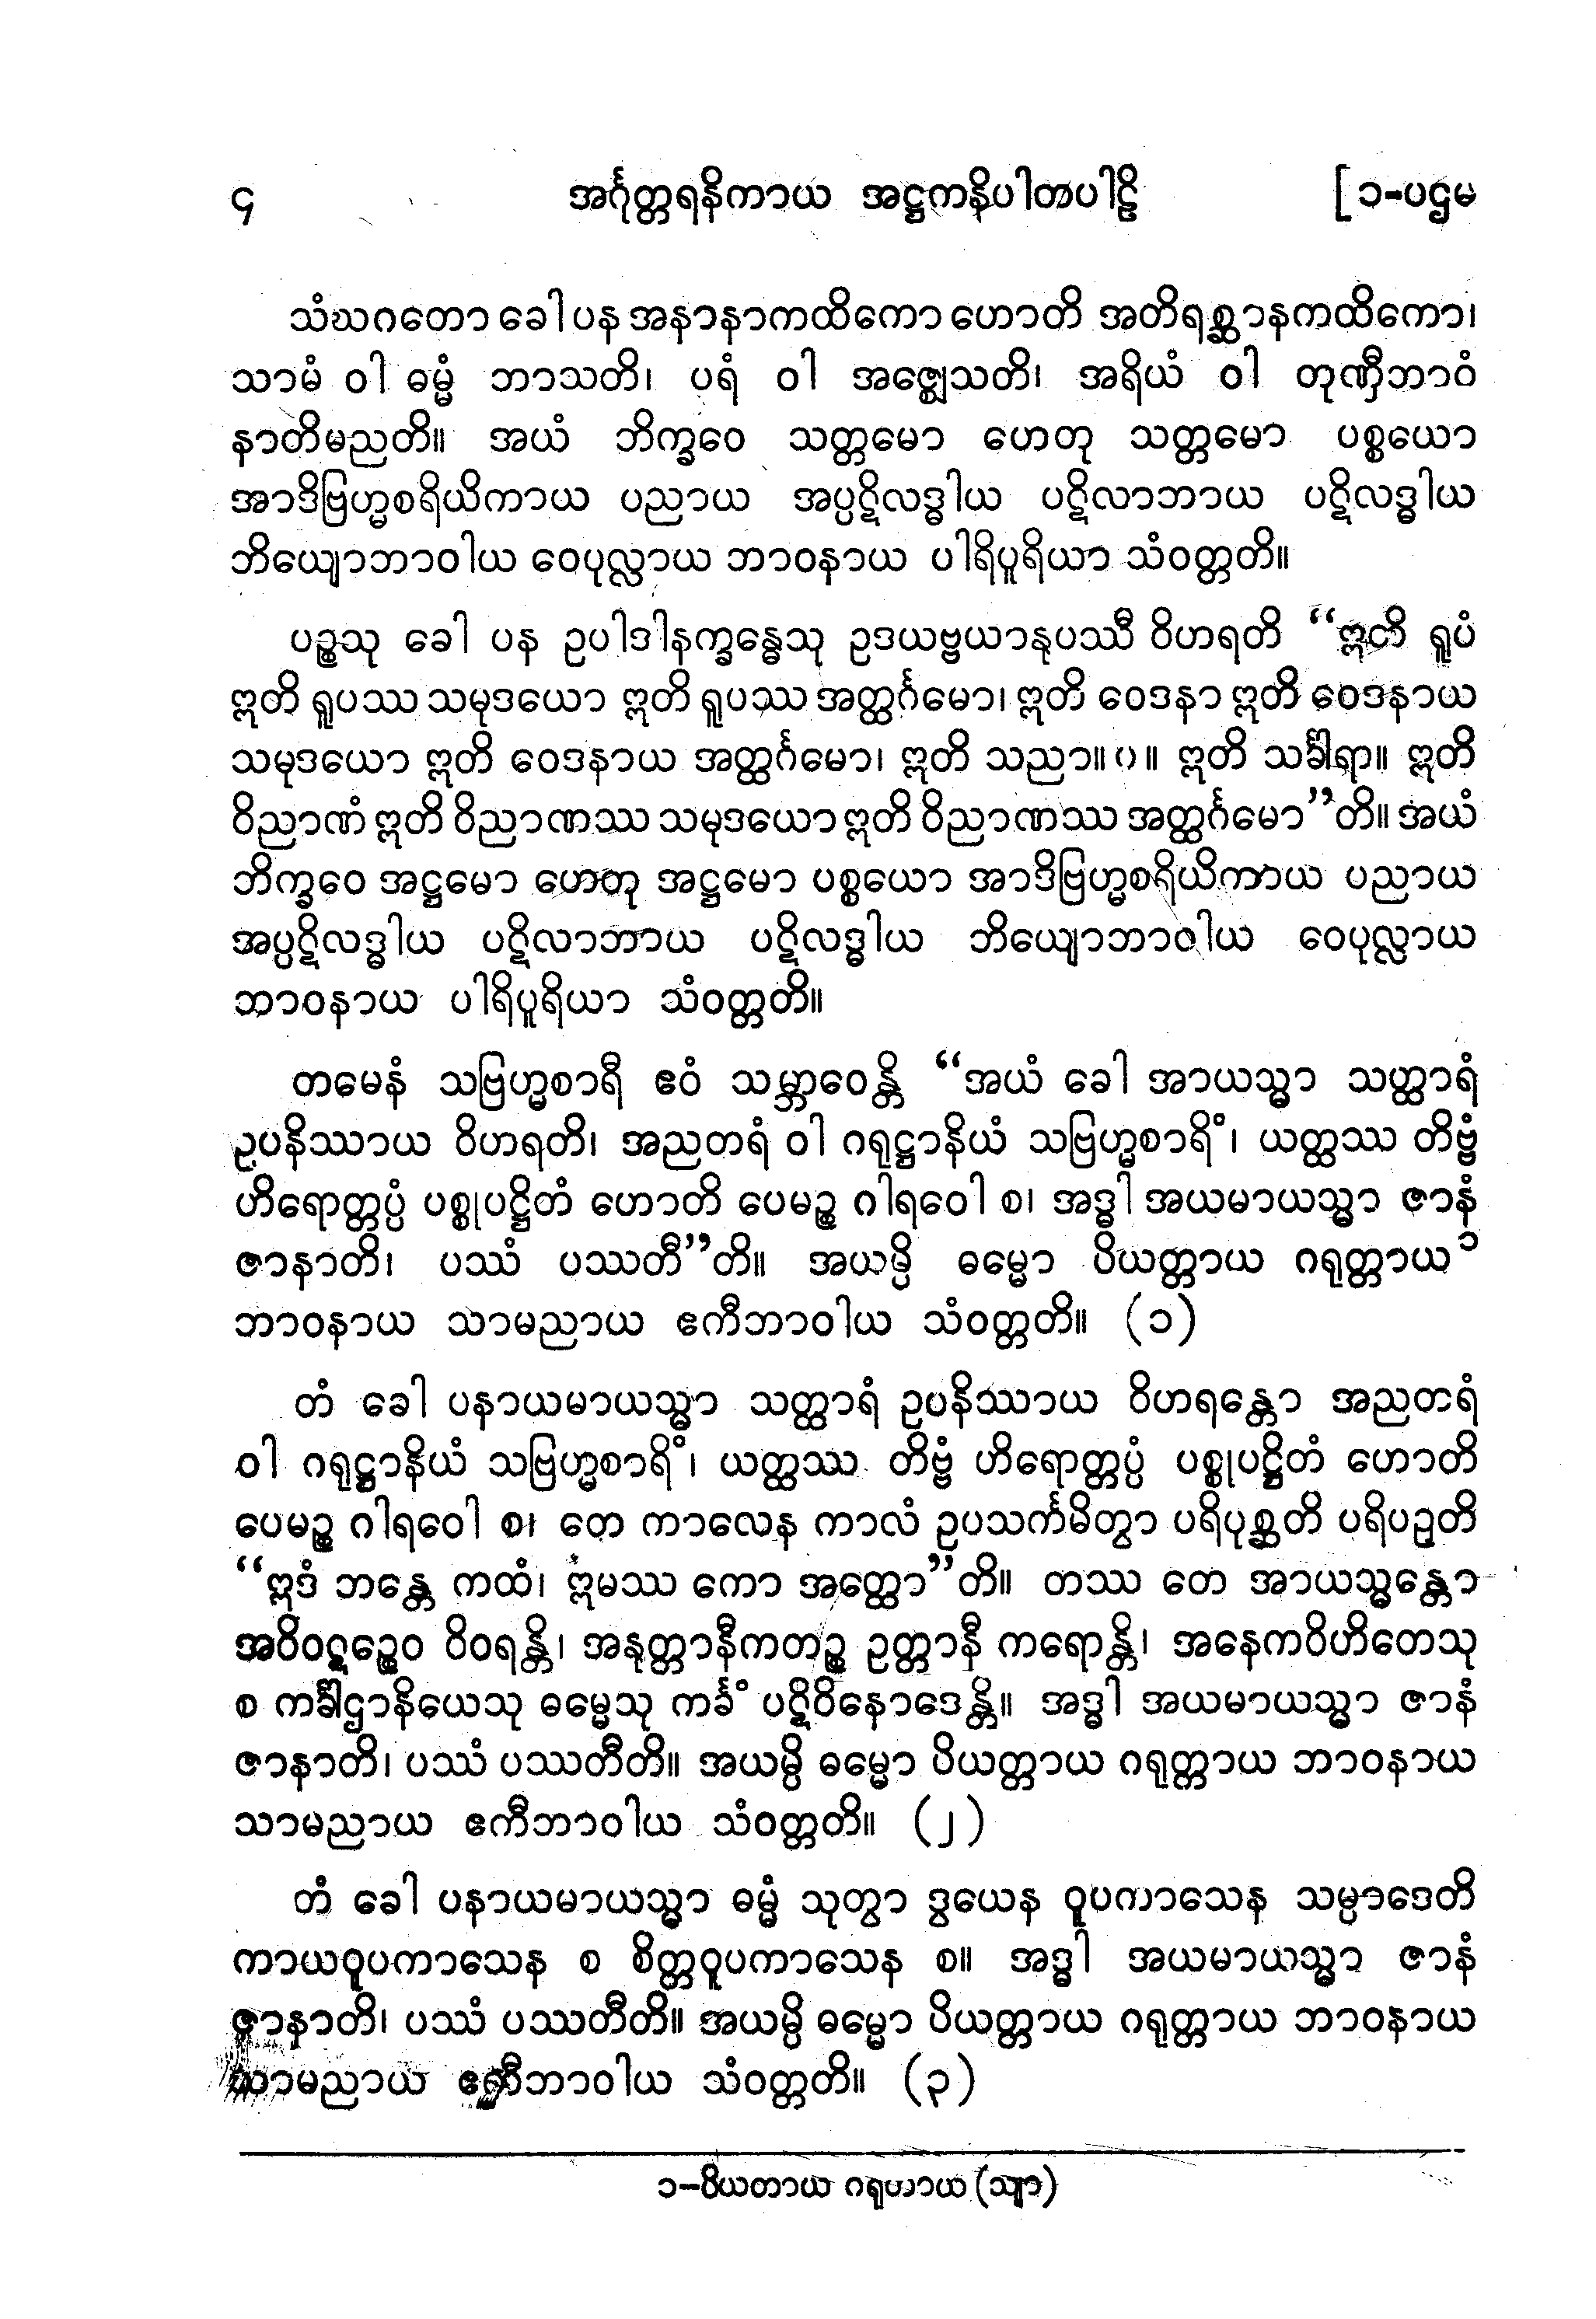 ၄ အင်္ဂုတ္တရနိကာယ အဋ္ဌကနိပါတပါဠိ [ ၁-ပဌမ
သံဃဂတော ခေါ ပန အနာနာကထိကော ဟောတိ အတိရစ္ဆာနကထိကော၊
သာမံ ဝါ ဓမ္မံ ဘာသတိ၊ ပရံ ဝါ အဇ္ဈေသတိ၊ အရိယံ ဝါ တုဏှီဘာဝံ
နာတိမညတိ။ အယံ ဘိက္ခဝေ သတ္တမော ဟေတု သတ္တမော ပစ္စယော
အာဒိဗြဟ္မစရိယိကာယ ပညာယ အပ္ပဋိလဒ္ဓါယ ပဋိလာဘာယ ပဋိလဒ္ဓါယ
ဘိယျောဘာဝါယ ဝေပုလ္လာယ ဘာဝနာယ ပါရိပူရိယာ သံဝတ္တတိ။
ပဉ္စသု ခေါ ပန ဥပါဒါနက္ခန္ဓေသု ဥဒယဗ္ဗယာနုပဿီ ဝိဟရတိ “ဣတိ ရူပံ
ဣတိ ရူပဿ သမုဒယော ဣတိ ရူပဿ အတ္ထင်္ဂမော၊ ဣတိ ဝေဒနာ ဣတိ ဝေဒနာယ
သမုဒယော ဣတိ ဝေဒနာယ အတ္ထင်္ဂမော၊ ဣတိ သညာ။ ၀ ။ ဣတိ သင်္ခါရာ။ ဣတိ
ဝိညာဏံ ဣတိ ဝိညာဏဿ သမုဒယော ဣတိ ဝိညာဏဿ အတ္ထင်္ဂမော”တိ။ အယံ
ဘိက္ခဝေ အဋ္ဌမော ဟေတု အဋ္ဌမော ပစ္စယော အာဒိဗြဟ္မစရိယိကာယ ပညာယ
အပ္ပဋိလဒ္ဓါယ ပဋိလာဘာယ ပဋိလဒ္ဓါယ ဘိယျောဘာဝါယ ဝေပုလ္လာယ
ဘာဝနာယ ပါရိပူရိယာ သံဝတ္တတိ။
တမေနံ သဗြဟ္မစာရီ ဧဝံ သမ္ဘာဝေန္တိ “အယံ ခေါ အာယသ္မာ သတ္ထာရံ
ဥပနိဿာယ ဝိဟရတိ၊ အညတရံ ဝါ ဂရုဋ္ဌာနိယံ သဗြဟ္မစာရိံ၊ ယတ္ထဿ တိဗ္ဗံ
ဟိရောတ္တပ္ပံ ပစ္စုပဋ္ဌိတံ ဟောတိ ပေမဉ္စ ဂါရဝေါ စ၊ အဒ္ဓါ အယမာယသ္မာ ဇာနံ
ဇာနာတိ၊ ပဿံ ပဿတီ”တိ။ အယမ္ပိ ဓမ္မော ပိယတ္တာယ ဂရုတ္တာယ ၁
ဘာဝနာယ သာမညာယ ဧကီဘာဝါယ သံဝတ္တတိ။ (၁)
တံ ခေါ ပနာယမာယသ္မာ သတ္ထာရံ ဥပနိဿာယ ဝိဟရန္တော အညတရံ
ဝါ ဂရုဋ္ဌာနိယံ သဗြဟ္မစာရိံ၊ ယတ္ထဿ တိဗ္ဗံ ဟိရောတ္တပ္ပံ ပစ္စုပဋ္ဌိတံ ဟောတိ
ပေမဉ္စ ဂါရဝေါ စ၊ တေ ကာလေန ကာလံ ဥပသင်္ကမိတွာ ပရိပုစ္ဆတိ ပရိပဉှတိ
“ဣဒံ ဘန္တေ ကထံ၊ ဣမဿ ကော အတ္ထော”တိ။ တဿ တေ အာယသ္မန္တော
အဝိဝဋဉ္စေဝ ဝိဝရန္တိ၊ အနုတ္တာနီကတဉ္စ ဥတ္တာနီ ကရောန္တိ၊ အနေကဝိဟိတေသု
စ ကင်္ခါဌာနိယေသု ဓမ္မေသု ကင်္ခံ ပဋိဝိနောဒေန္တိ။ အဒ္ဓါ အယမာယသ္မာ ဇာနံ
ဇာနာတိ၊ ပဿံ ပဿတီတိ။ အယမ္ပိ ဓမ္မော ပိယတ္တာယ ဂရုတ္တာယ ဘာဝနာယ
သာမညာယ ဧကီဘာဝါယ သံဝတ္တတိ။ (၂)
တံ ခေါ ပနာယမာယသ္မာ ဓမ္မံ သုတွာ ဒွယေန ဝူပကာသေန သမ္ပာဒေတိ
ကာယဝူပကာသေန စ စိတ္တဝူပကာသေန စ။ အဒ္ဓါ အယမာယသ္မာ ဇာနံ
ဇာနာတိ၊ ပဿံ ပဿတီတိ။ အယမ္ပိ ဓမ္မော ပိယတ္တာယ ဂရုတ္တာယ ဘာဝနာယ
သာမညာယ ဧကီဘာဝါယ သံဝတ္တတိ။ (၃)
၁-ပိယတာယ ဂရုတာယ (သျာ)